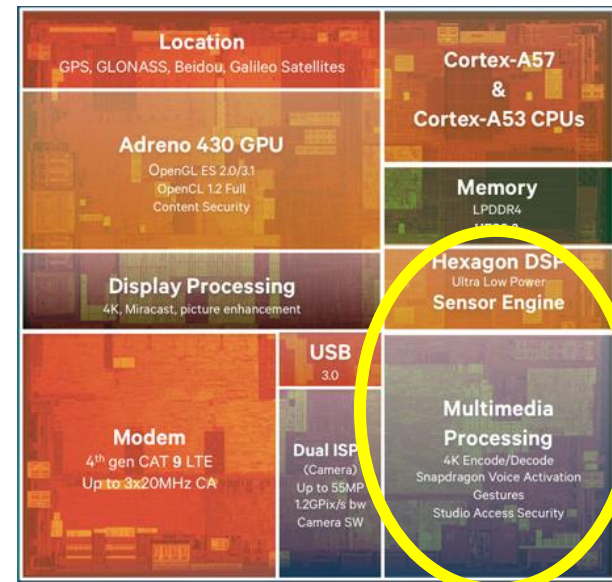 Location
GPS, GLONASS, Beidou, Galileo Satellites
Adreno 430 GPU
OpenGL ES 2.0/3.1
OpenCL 1.2 Full
Content Security
Display Processing
4K, Miracast, picture enhancement
Cortex-A57
&
Cortex-A53 CPUs
Memory
LPDDR4
Hexagon DSP
Ultra Low Power
Sensor Engine
Modem
4th gen CAT 9 LTE
Up to 3x20MHz CA
USB
3.0
Dual ISP
(Camera)
Up to 55MP
1.2GPix/s bw
Camera SW
Multimedia
Processing
4K Encode/Decode
Snapdragon Voice Activation
Gestures
Studio Access Security